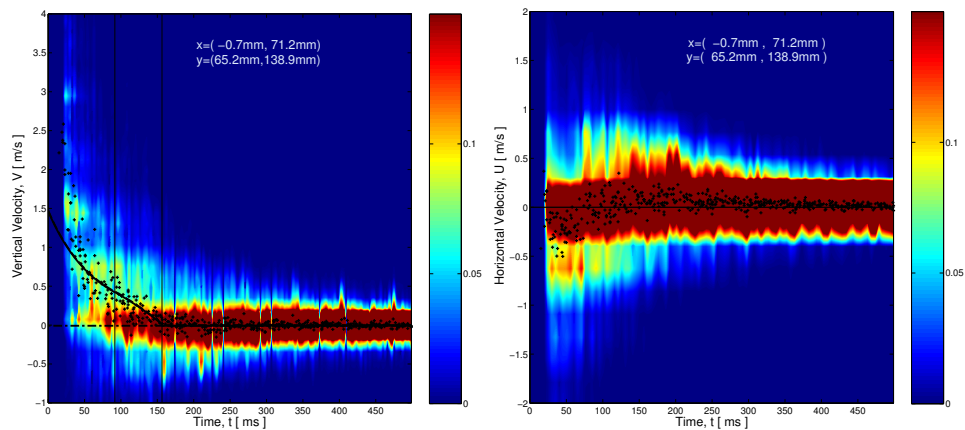 x=( −0.7mm, 71.2mm)
y=(65.2mm,138.9mm)
Vertical Velocity, V [ m/s ]
4
3.5
3
2.5
2
1.5
1
0.5
0
−0.5
−1
0 50 100 150 200 250 300 350 400 450
Time, t [ ms ]
0.1
0.05
0
x=( −0.7mm , 71.2mm )
y=( 65.2mm , 138.9mm )
Horizontal Velocity, U [ m/s ]
2
1.5
1
0.5
0
−0.5
−1
−1.5
−2
0 50 100 150 200 250 300 350 400 450
Time, t [ ms ]
0.1
0.05
0